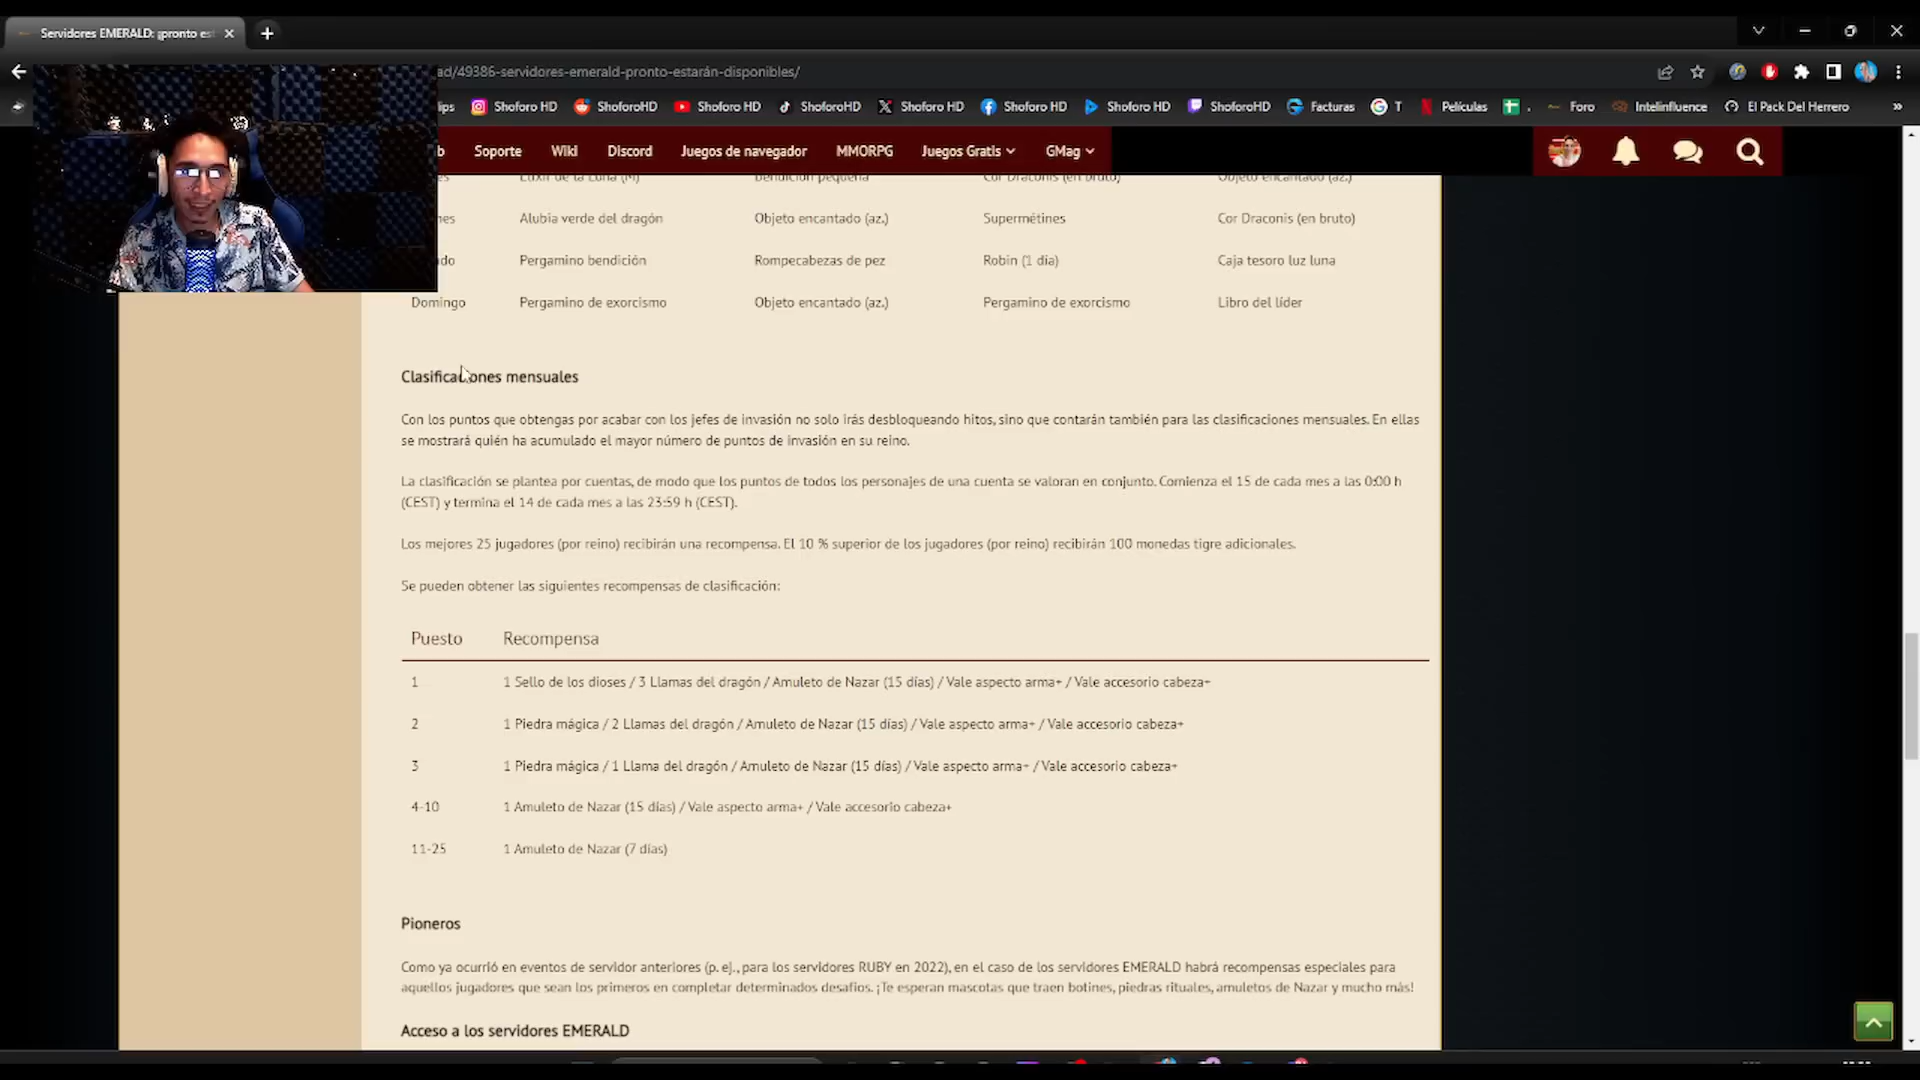 Servidores EMERALD: ¡pronto est
ad/49386-servidores-emerald-pronto-estarán-disponibles/
lips Shoforo HD ShoforoHD Shoforo HD ShoforoHD Shoforo HD Shoforo HD Shoforo HD ShoforoHD Facturas T Películas . Foro Intelinfluence El Pack Del Herrero »
b Soporte Wiki Discord Juegos de navegador MMORPG Juegos Gratis GMag
es Elixir de la Luna (M) Bendición pequeña Cor Draconis (en bruto) Objeto encantado (az.)
nes Alubia verde del dragón Objeto encantado (az.) Supermétines Cor Draconis (en bruto)
do Pergamino bendición Rompecabezas de pez Robin (1 día) Caja tesoro luz luna
Domingo Pergamino de exorcismo Objeto encantado (az.) Pergamino de exorcismo Libro del líder
Clasificaciones mensuales
Con los puntos que obtengas por acabar con los jefes de invasión no solo irás desbloqueando hitos, sino que contarán también para las clasificaciones mensuales. En ellas
se mostrará quién ha acumulado el mayor número de puntos de invasión en su reino.
La clasificación se plantea por cuentas, de modo que los puntos de todos los personajes de una cuenta se valoran en conjunto. Comienza el 15 de cada mes a las 0:00 h
(CEST) y termina el 14 de cada mes a las 23:59 h (CEST).
Los mejores 25 jugadores (por reino) recibirán una recompensa. El 10 % superior de los jugadores (por reino) recibirán 100 monedas tigre adicionales.
Se pueden obtener las siguientes recompensas de clasificación:
Puesto Recompensa
1 1 Sello de los dioses / 3 Llamas del dragón / Amuleto de Nazar (15 días) / Vale aspecto arma+ / Vale accesorio cabeza+
2 1 Piedra mágica / 2 Llamas del dragón / Amuleto de Nazar (15 días) / Vale aspecto arma+ / Vale accesorio cabeza+
3 1 Piedra mágica / 1 Llama del dragón / Amuleto de Nazar (15 días) / Vale aspecto arma+ / Vale accesorio cabeza+
4-10 1 Amuleto de Nazar (15 días) / Vale aspecto arma+ / Vale accesorio cabeza+
11-25 1 Amuleto de Nazar (7 días)
Pioneros
Como ya ocurrió en eventos de servidor anteriores (p. ej., para los servidores RUBY en 2022), en el caso de los servidores EMERALD habrá recompensas especiales para
aquellos jugadores que sean los primeros en completar determinados desafíos. ¡Te esperan mascotas que traen botines, piedras rituales, amuletos de Nazar y mucho más!
Acceso a los servidores EMERALD